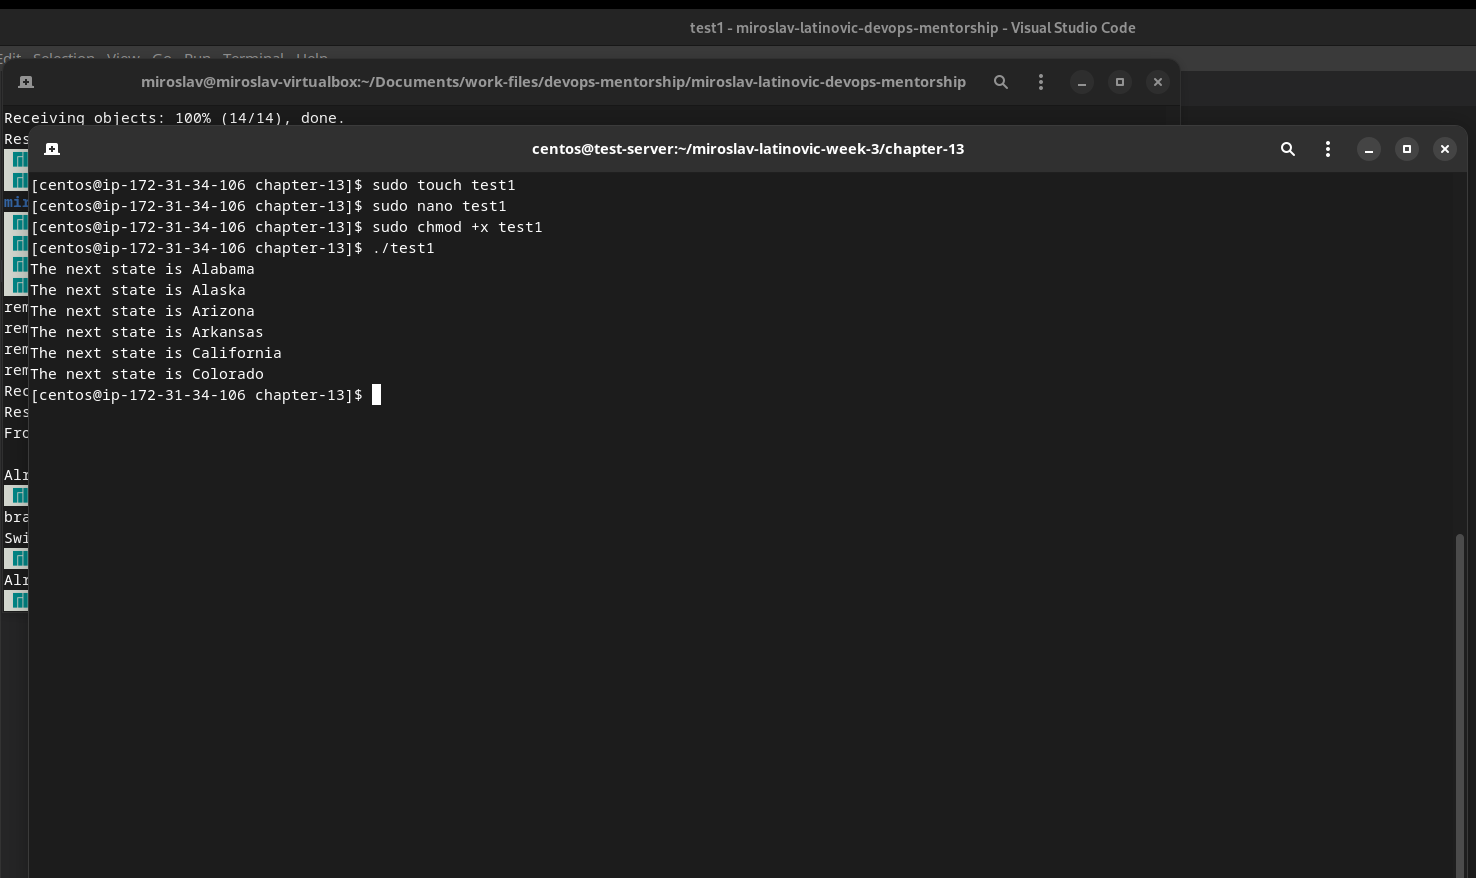 test1 - miroslav-latinovic-devops-mentorship - Visual Studio Code
Edit Selection View Go Run Terminal Help
miroslav@miroslav-virtualbox:~/Documents/work-files/devops-mentorship/miroslav-latinovic-devops-mentorship
Receiving objects: 100% (14/14), done.
Res
centos@test-server:~/miroslav-latinovic-week-3/chapter-13
[centos@ip-172-31-34-106 chapter-13]$ sudo touch test1
[centos@ip-172-31-34-106 chapter-13]$ sudo nano test1
[centos@ip-172-31-34-106 chapter-13]$ sudo chmod +x test1
[centos@ip-172-31-34-106 chapter-13]$ ./test1
The next state is Alabama
The next state is Alaska
The next state is Arizona
The next state is Arkansas
The next state is California
The next state is Colorado
[centos@ip-172-31-34-106 chapter-13]$
mir
rem
rem
rem
rem
Rec
Res
Fro
Alr
bra
Swi
Alr